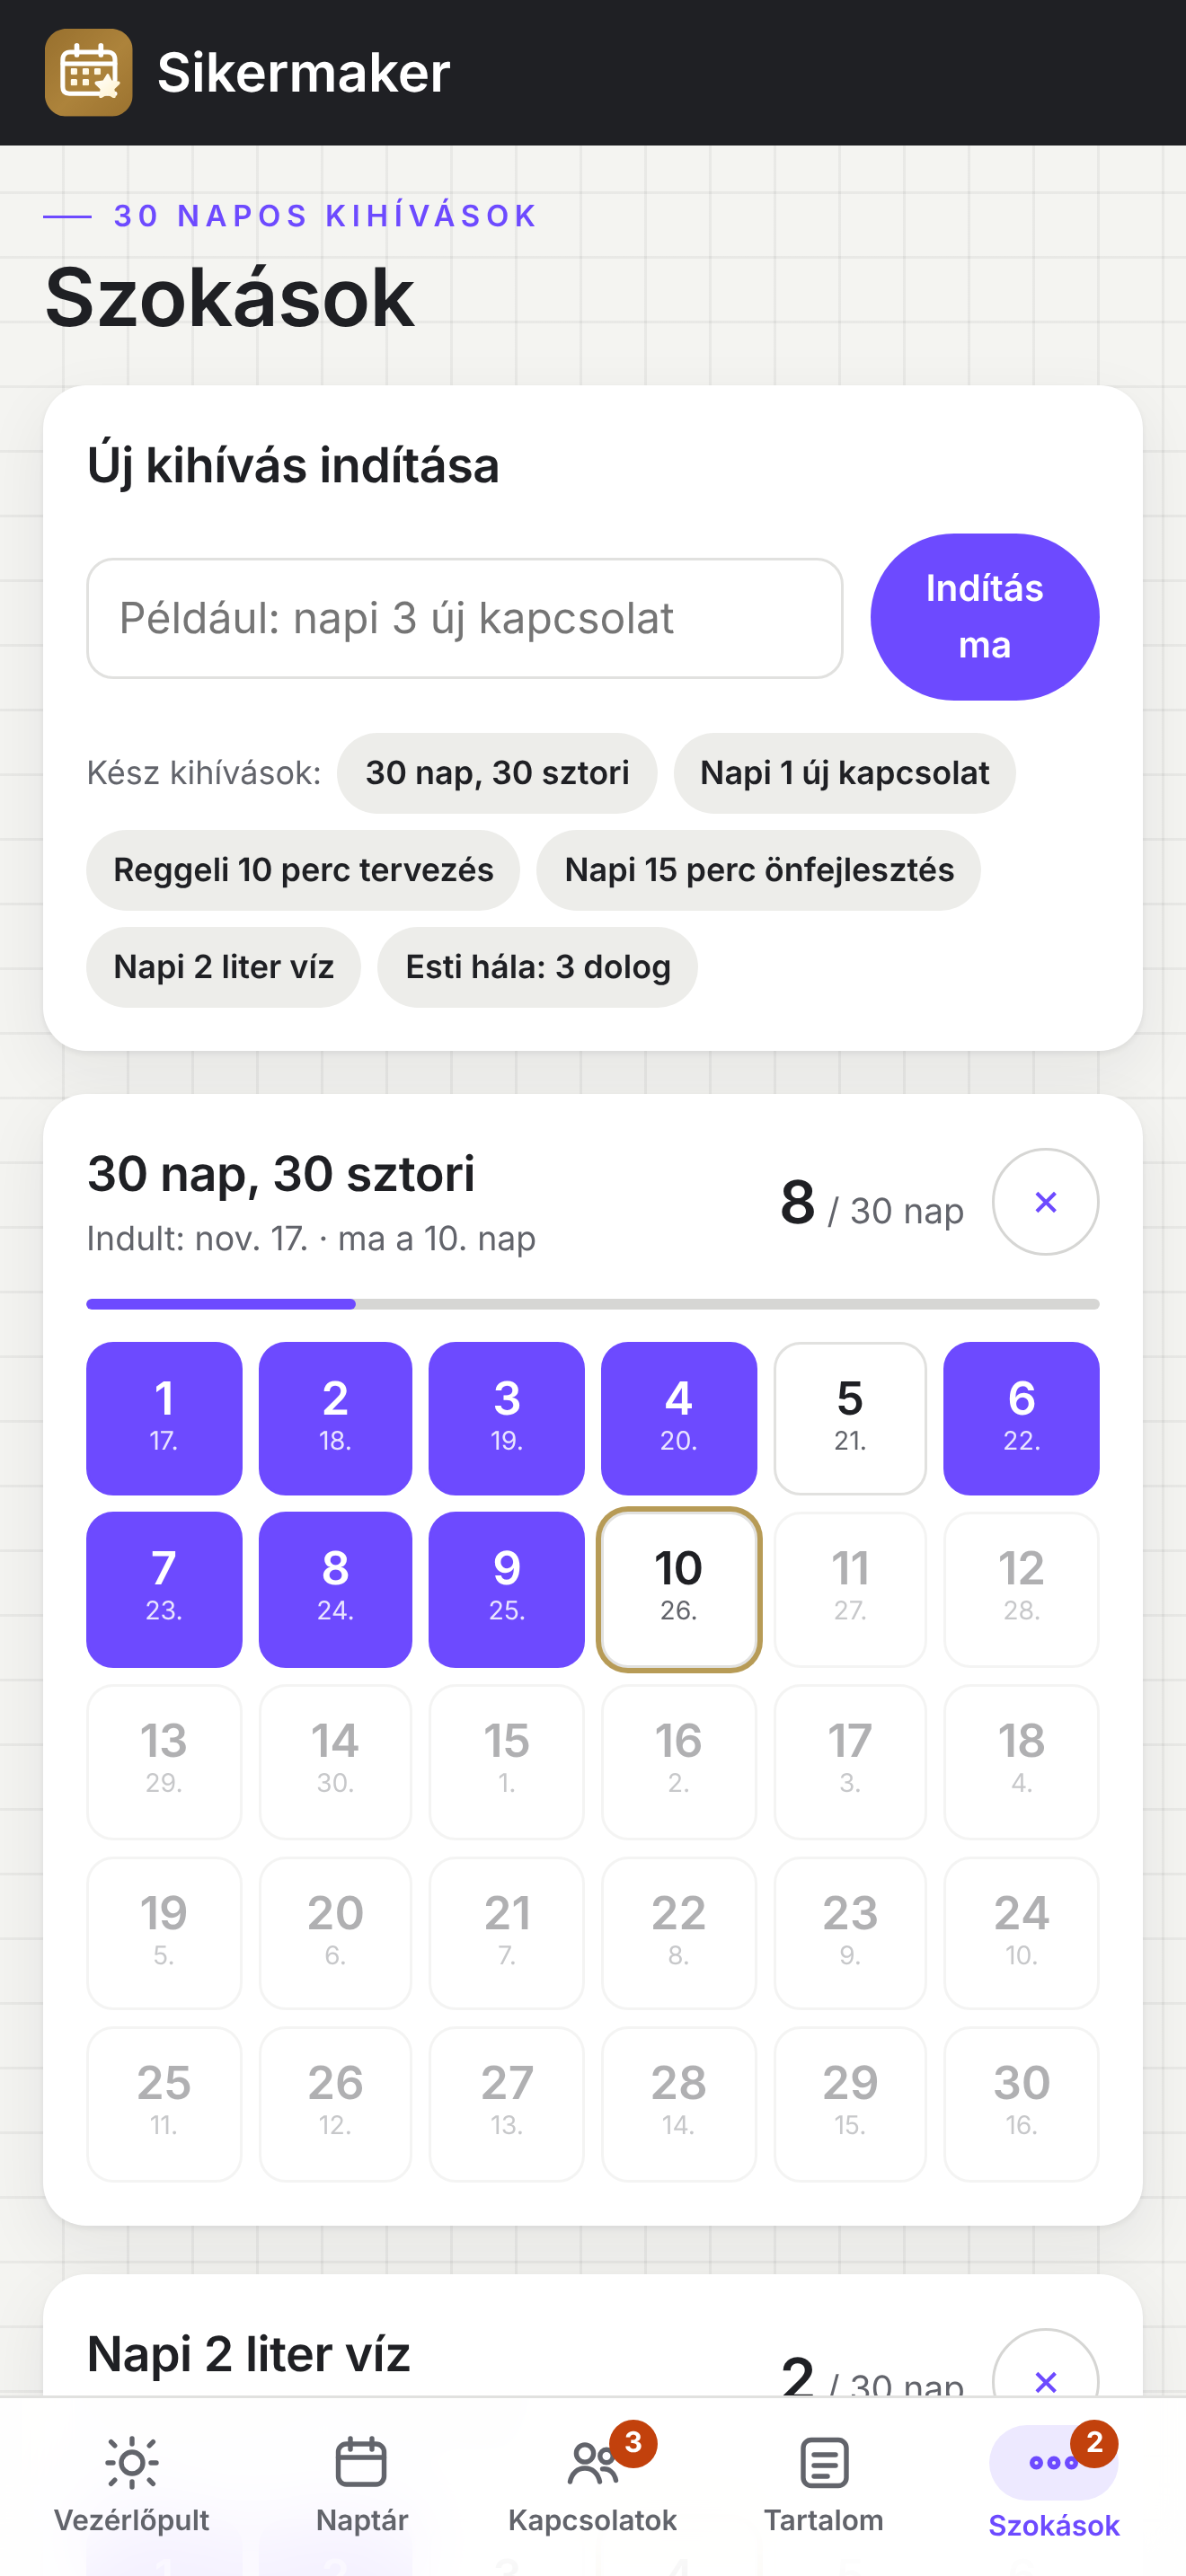 Sikermaker
30 NAPOS KIHÍVÁSOK
Szokások
Új kihívás indítása
Például: napi 3 új kapcsolat
Indítás
ma
Kész kihívások: 30 nap, 30 sztori Napi 1 új kapcsolat
Reggeli 10 perc tervezés Napi 15 perc önfejlesztés
Napi 2 liter víz Esti hála: 3 dolog
30 nap, 30 sztori
Indult: nov. 17. · ma a 10. nap
8 / 30 nap ×
1 2 3 4 5 6
17. 18. 19. 20. 21. 22.
7 8 9 10 11 12
23. 24. 25. 26. 27. 28.
13 14 15 16 17 18
29. 30. 1. 2. 3. 4.
19 20 21 22 23 24
5. 6. 7. 8. 9. 10.
25 26 27 28 29 30
11. 12. 13. 14. 15. 16.
Napi 2 liter víz
2 / 30 nap ×
3 2
Vezérlőpult Naptár Kapcsolatok Tartalom Szokások